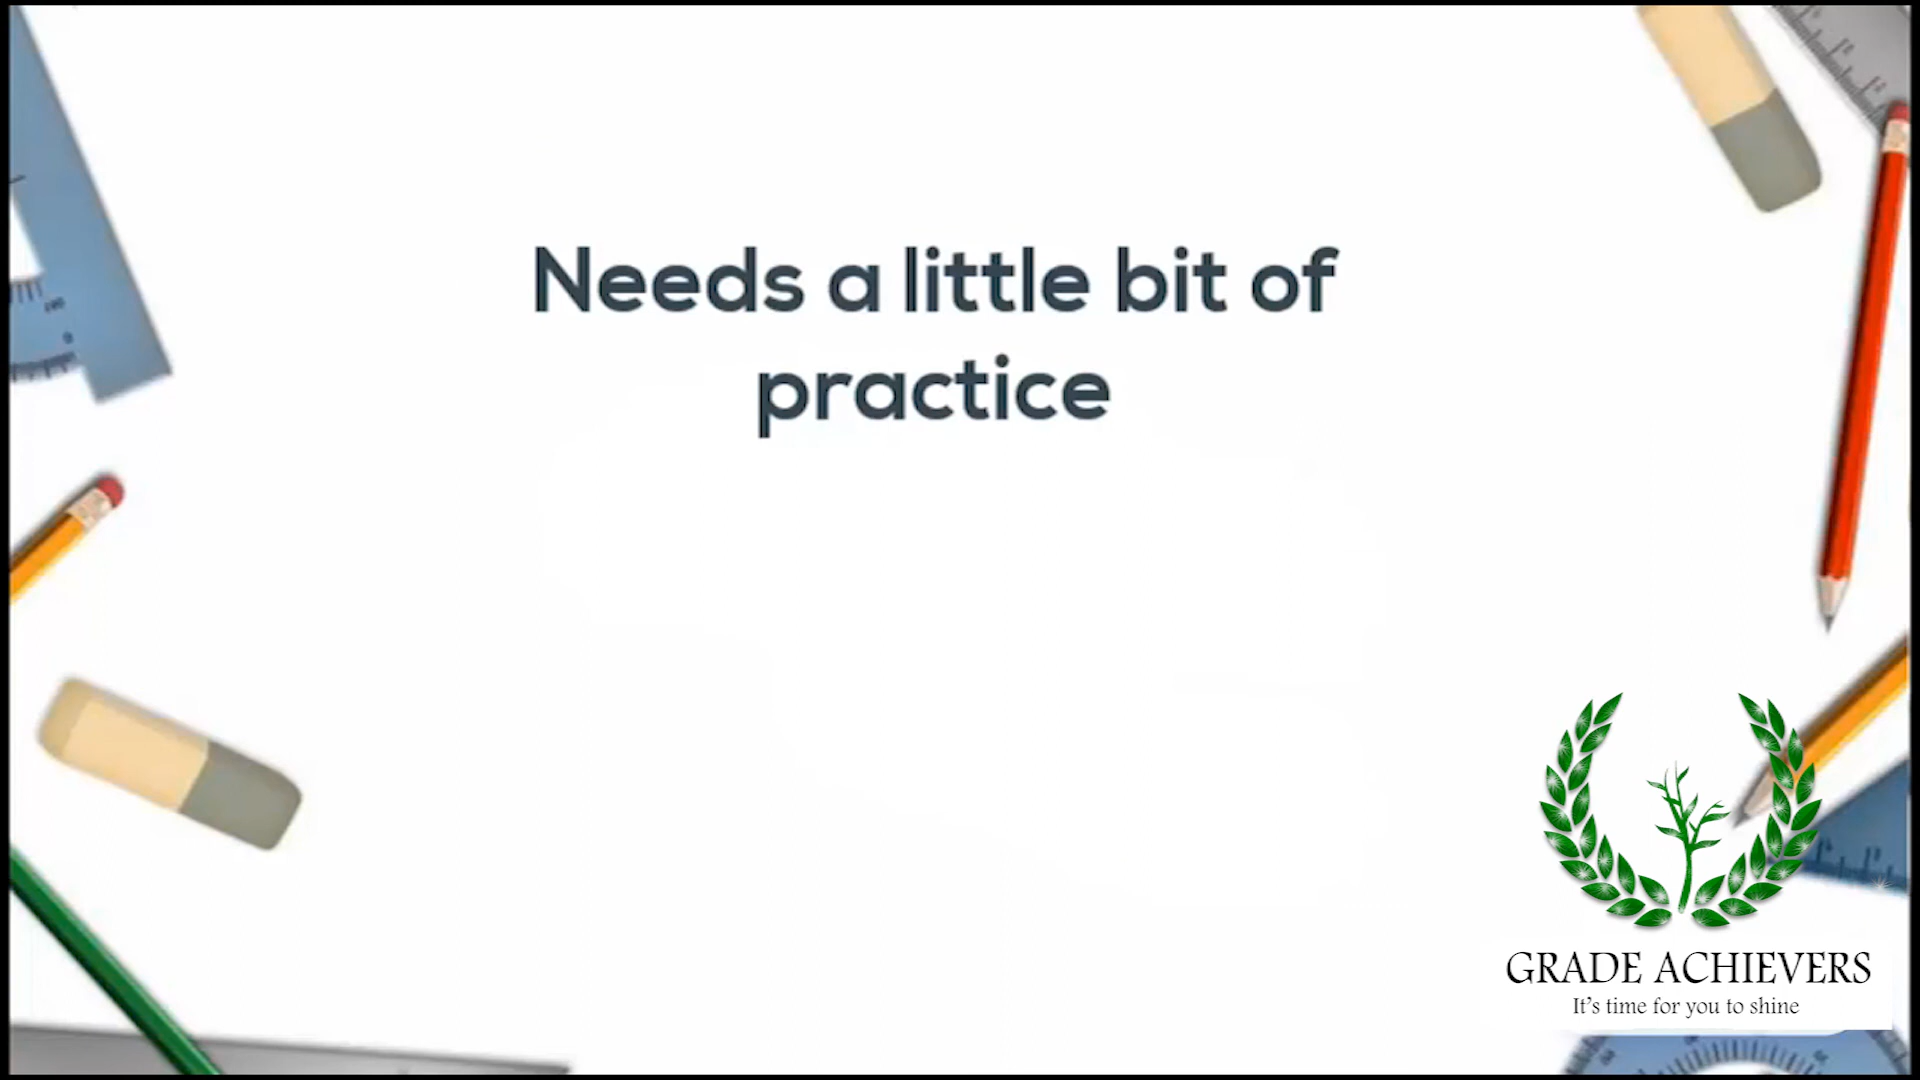 Needs a little bit of
practice
GRADE ACHIEVERS
It's time for you to shine